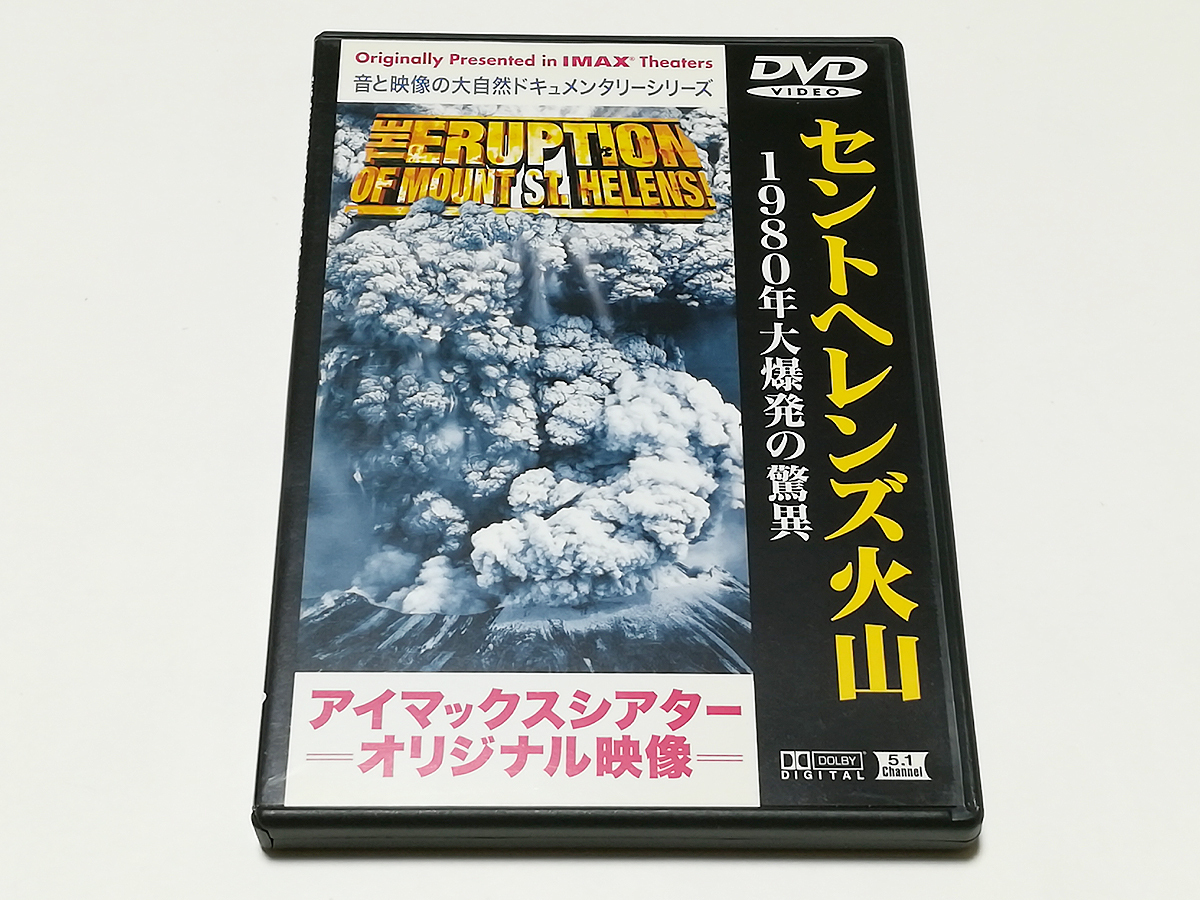 Originally Presented in IMAX® Theaters
音と映像の大自然ドキュメンタリーシリーズ
THE ERUPTION
OF MOUNT ST. HELENS!
アイマックスシアター
オリジナル映像
DVD
VIDEO
セントヘレンズ火山
1980年大爆発の驚異
DOLBY
DIGITAL
5.1
Channel